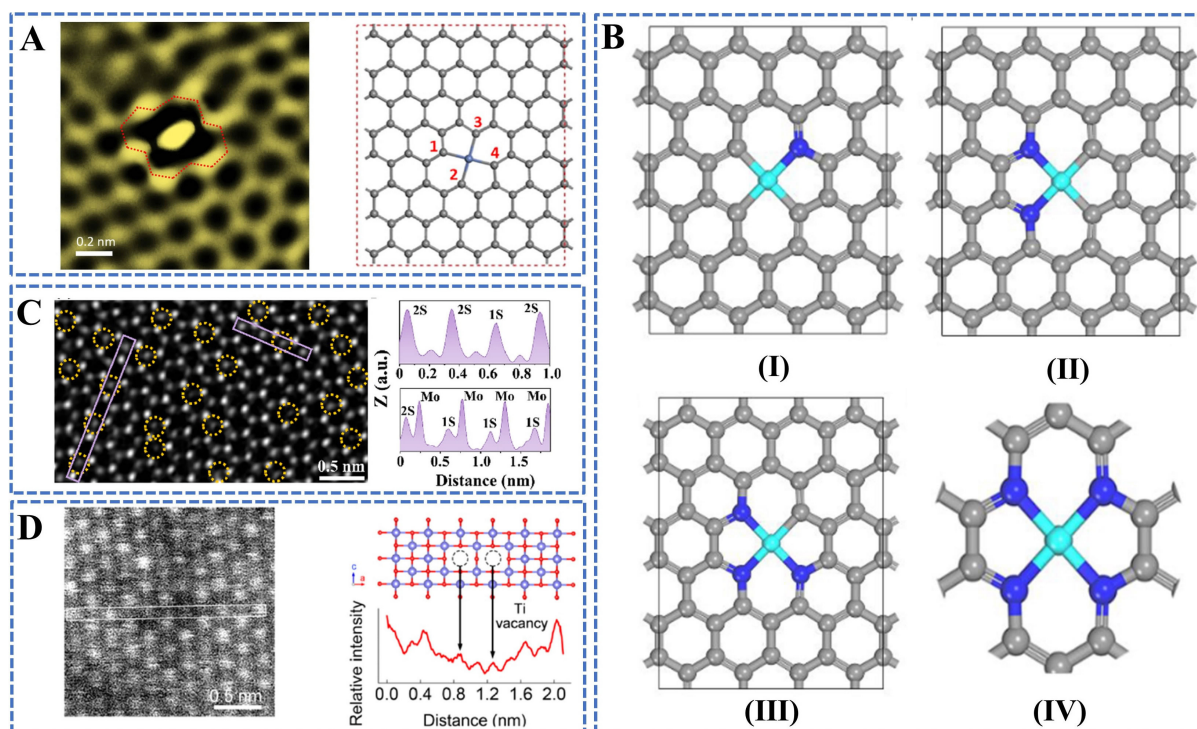 A
0.2 nm
1
2
3
4
B
(I)
(II)
(III)
(IV)
C
0.5 nm
Z (a.u.)
2S 2S 1S 2S
0.0 0.2 0.4 0.6 0.8 1.0
2S Mo 1S Mo 1S Mo 1S Mo
0.0 0.5 1.0 1.5
Distance (nm)
D
0.5 nm
c
a
Ti
vacancy
Relative intensity
0.0 0.4 0.8 1.2 1.6 2.0
Distance (nm)